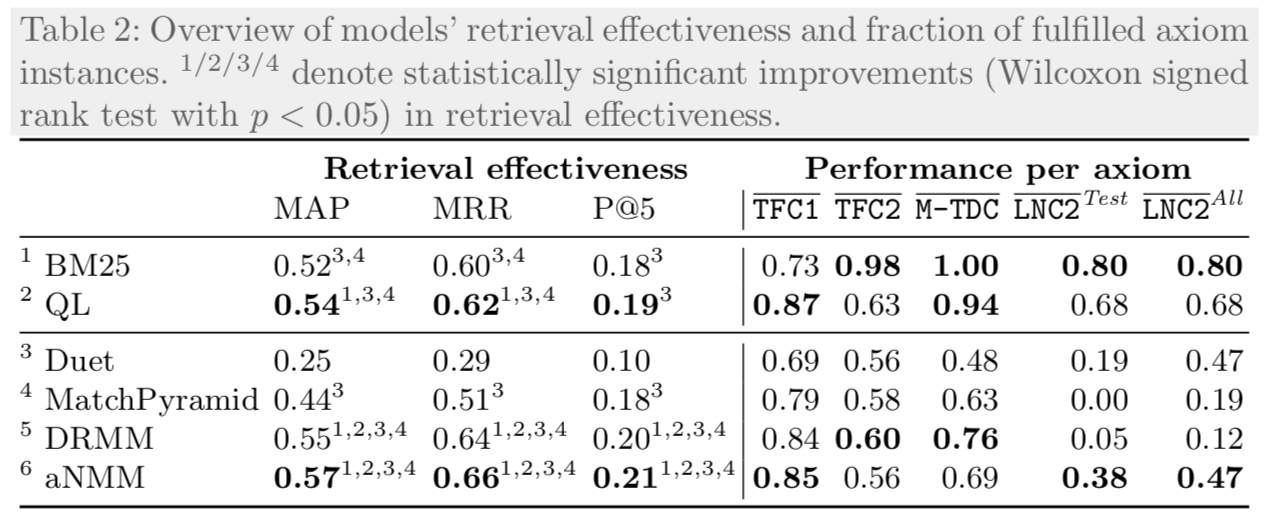 Table 2: Overview of models' retrieval effectiveness and fraction of fulfilled axiom
instances. 1/2/3/4 denote statistically significant improvements (Wilcoxon signed
rank test with p < 0.05) in retrieval effectiveness.
Retrieval effectiveness Performance per axiom
MAP MRR P@5 TFC1 TFC2 M-TDC LNC2 Test LNC2 All
1 BM25 0.52 3,4 0.60 3,4 0.18 3 0.73 0.98 1.00 0.80 0.80
2 QL 0.54 1,3,4 0.62 1,3,4 0.19 3 0.87 0.63 0.94 0.68 0.68
3 Duet 0.25 0.29 0.10 0.69 0.56 0.48 0.19 0.47
4 MatchPyramid 0.44 3 0.51 3 0.18 3 0.79 0.58 0.63 0.00 0.19
5 DRMM 0.55 1,2,3,4 0.64 1,2,3,4 0.20 1,2,3,4 0.84 0.60 0.76 0.05 0.12
6 aNMM 0.57 1,2,3,4 0.66 1,2,3,4 0.21 1,2,3,4 0.85 0.56 0.69 0.38 0.47